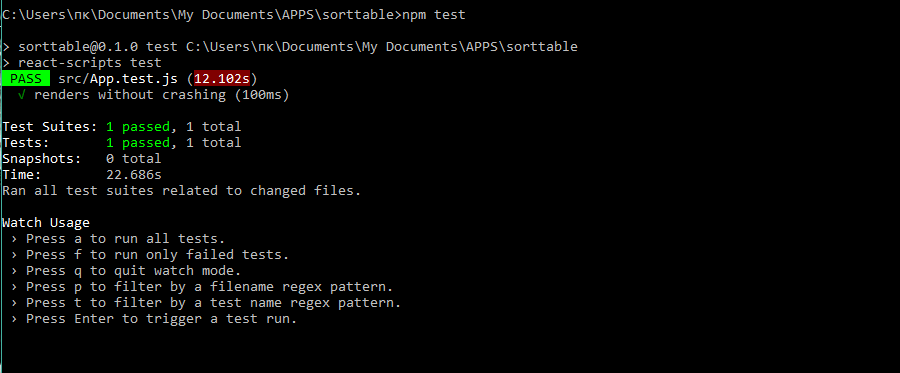 C:\Users\пк\Documents\My Documents\APPS\sorttable>npm test
> sorttable@0.1.0 test C:\Users\пк\Documents\My Documents\APPS\sorttable
> react-scripts test
PASS src/App.test.js (12.102s)
√ renders without crashing (100ms)
Test Suites: 1 passed, 1 total
Tests: 1 passed, 1 total
Snapshots: 0 total
Time: 22.686s
Ran all test suites related to changed files.
Watch Usage
› Press a to run all tests.
› Press f to run only failed tests.
› Press q to quit watch mode.
› Press p to filter by a filename regex pattern.
› Press t to filter by a test name regex pattern.
› Press Enter to trigger a test run.